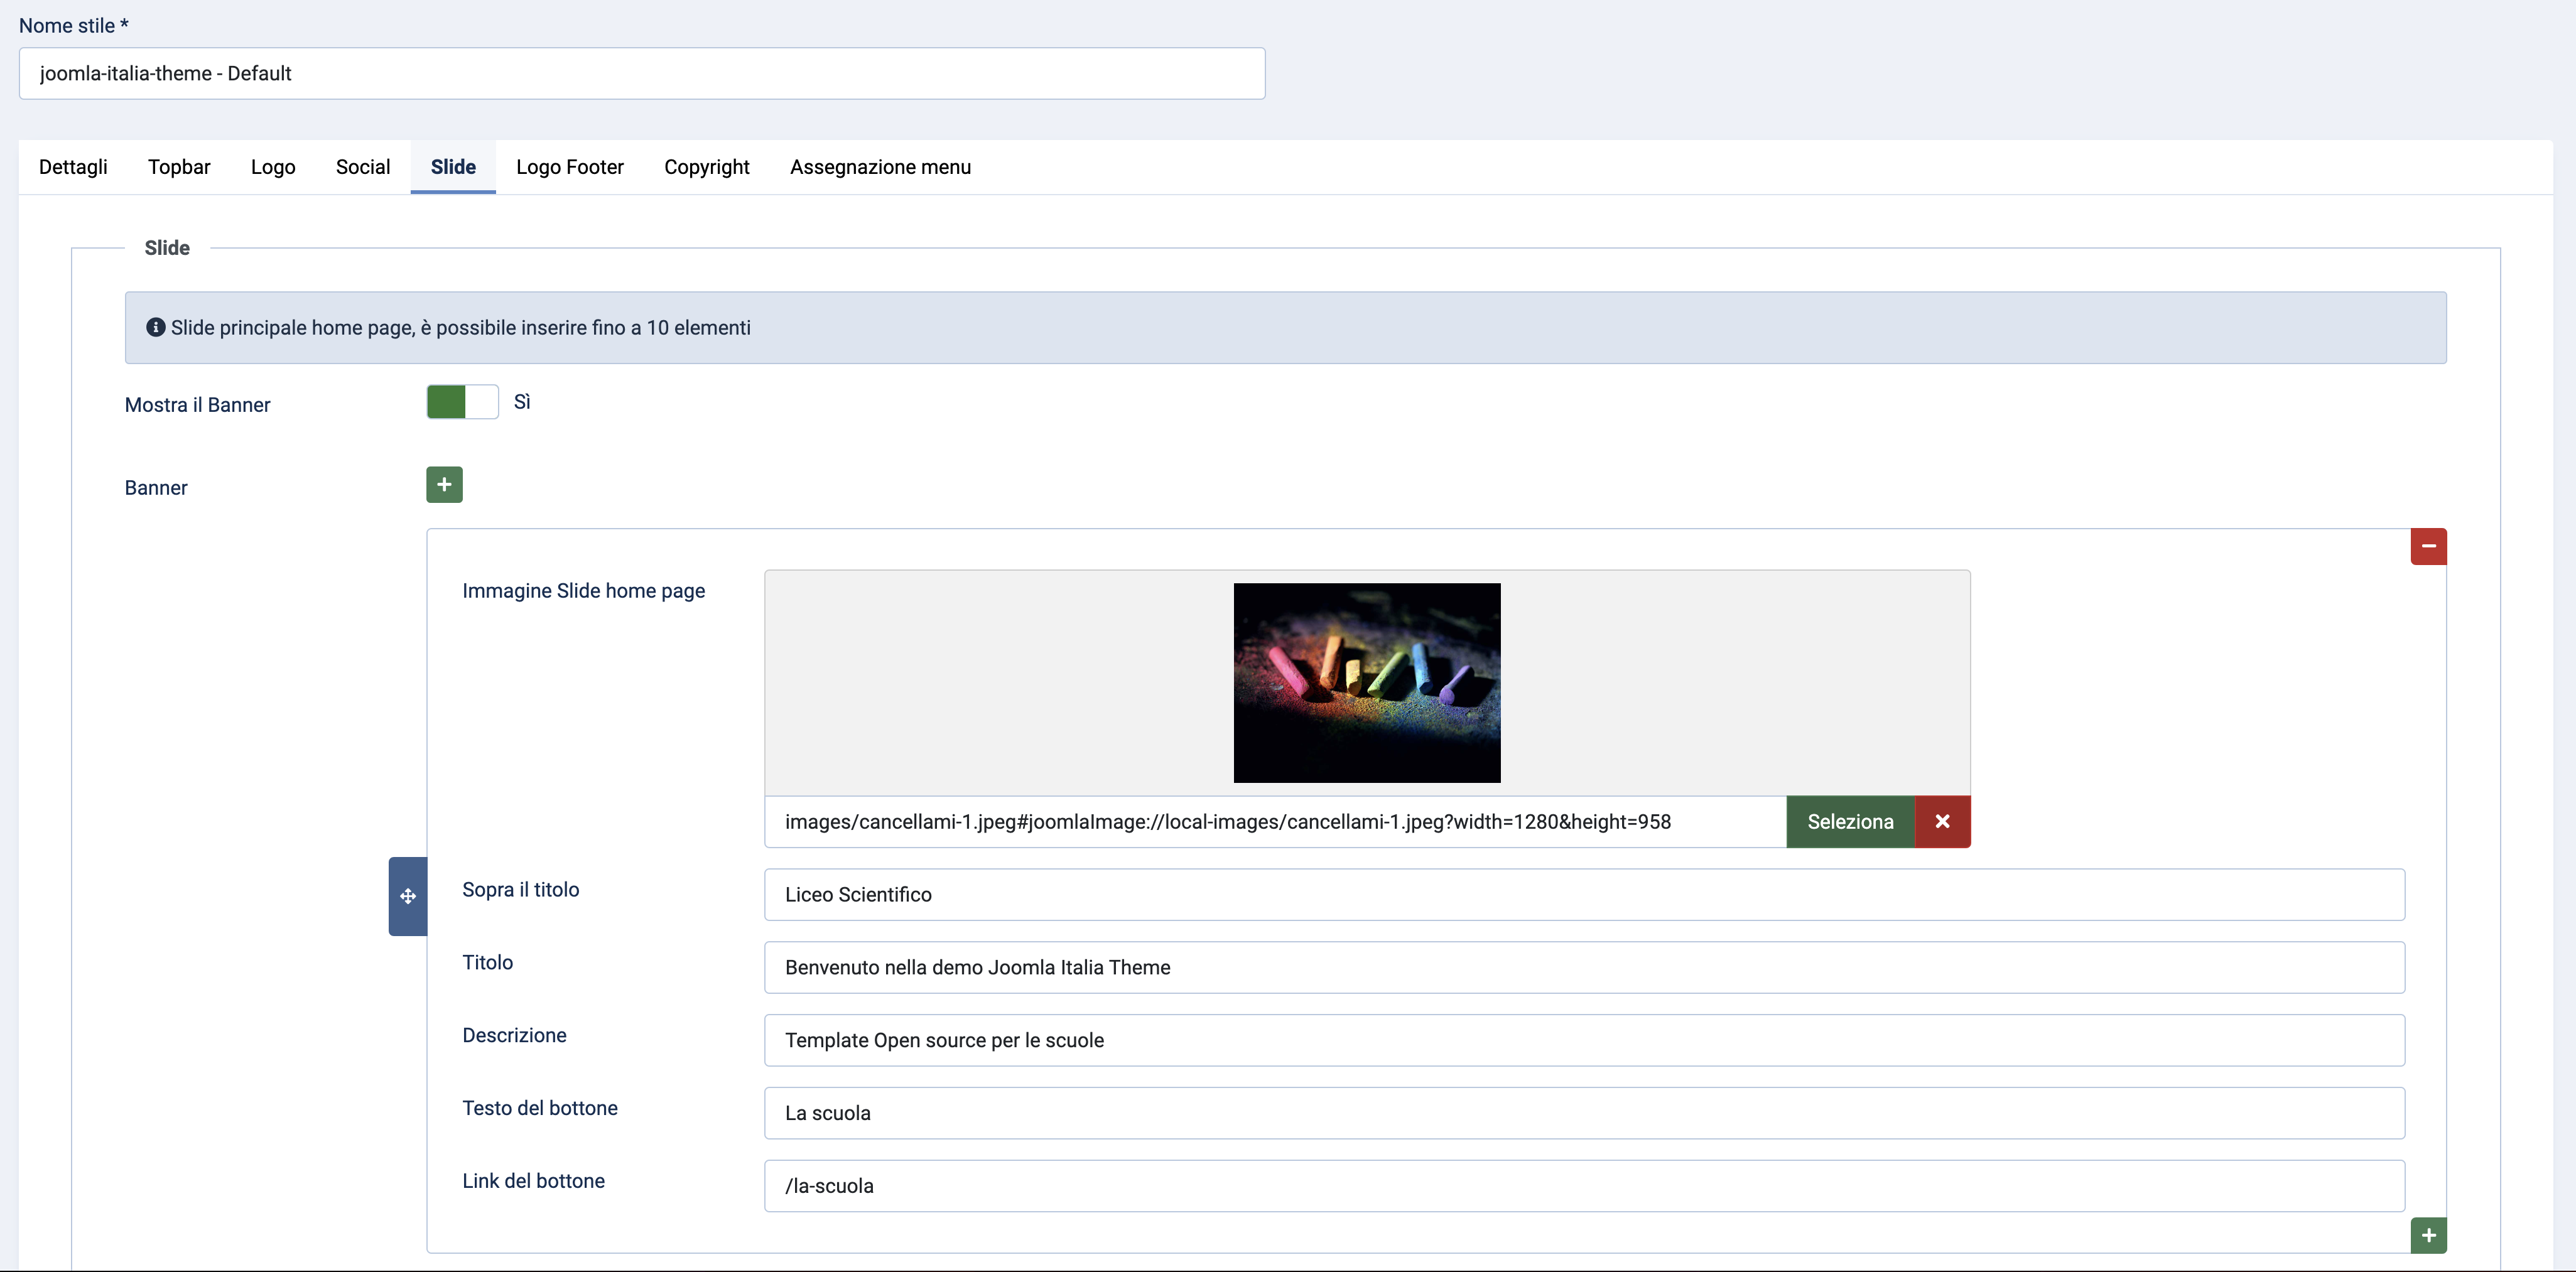 Nome stile *
joomla-italia-theme - Default
Dettagli Topbar Logo Social Slide Logo Footer Copyright Assegnazione menu
Slide
Slide principale home page, è possibile inserire fino a 10 elementi
Mostra il Banner Sì
Banner
Immagine Slide home page
images/cancellami-1.jpeg#joomlaImage://local-images/cancellami-1.jpeg?width=1280&height=958 Seleziona
Sopra il titolo Liceo Scientifico
Titolo Benvenuto nella demo Joomla Italia Theme
Descrizione Template Open source per le scuole
Testo del bottone La scuola
Link del bottone /la-scuola